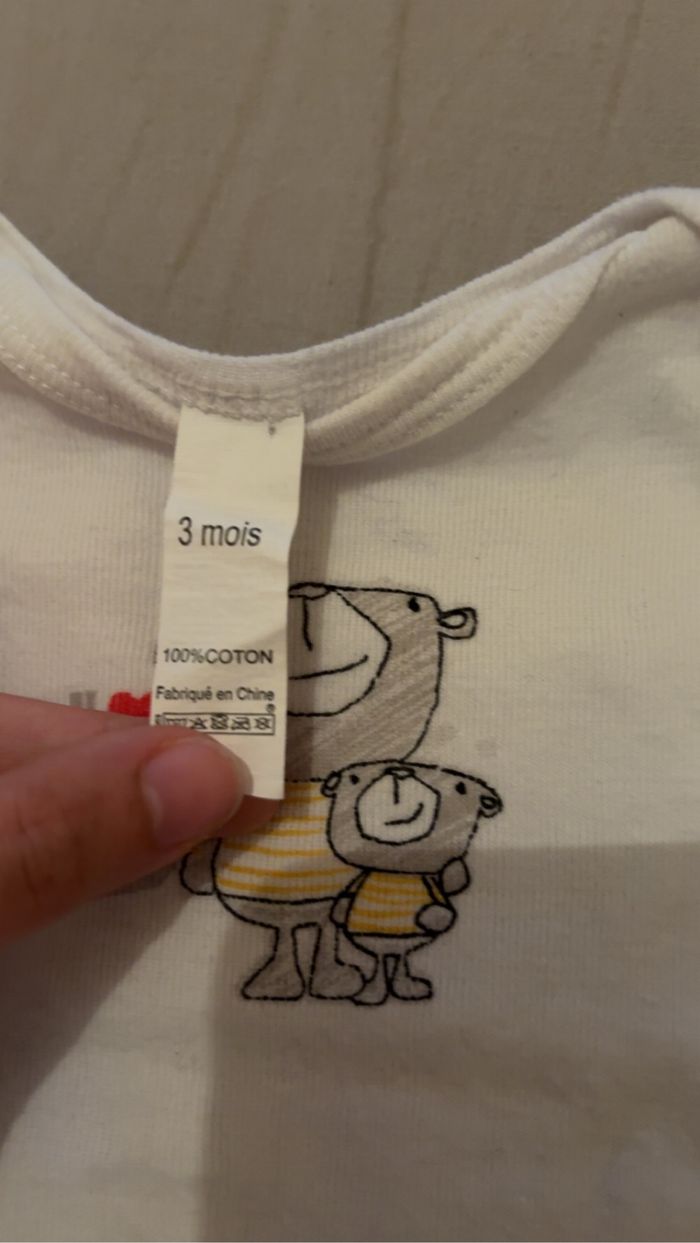 3 mois
100%COTON
Fabriqué en Chine
®